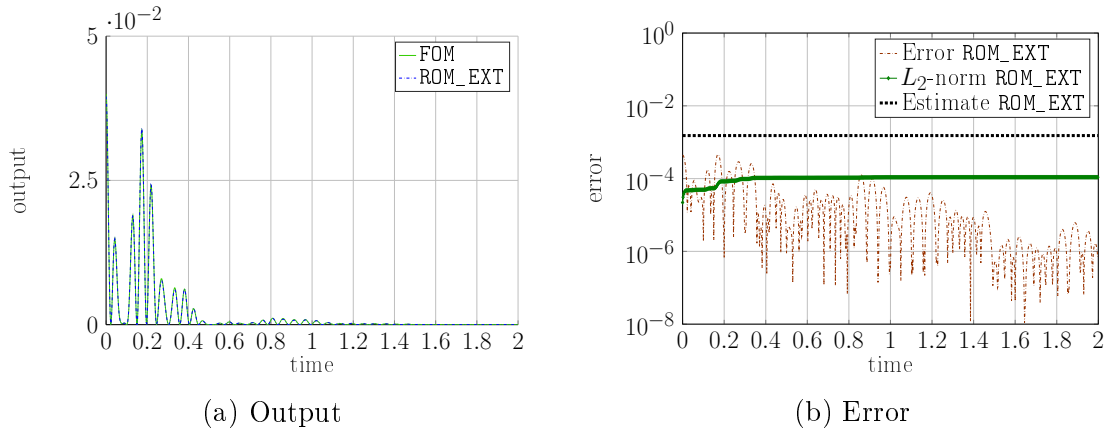 ·10⁻²
5
2.5
0
output
0 0.2 0.4 0.6 0.8 1 1.2 1.4 1.6 1.8 2
time
FOM
ROM_EXT
(a) Output
10⁰
10⁻²
10⁻⁴
10⁻⁶
10⁻⁸
error
0 0.2 0.4 0.6 0.8 1 1.2 1.4 1.6 1.8 2
time
Error ROM_EXT
L₂-norm ROM_EXT
Estimate ROM_EXT
(b) Error